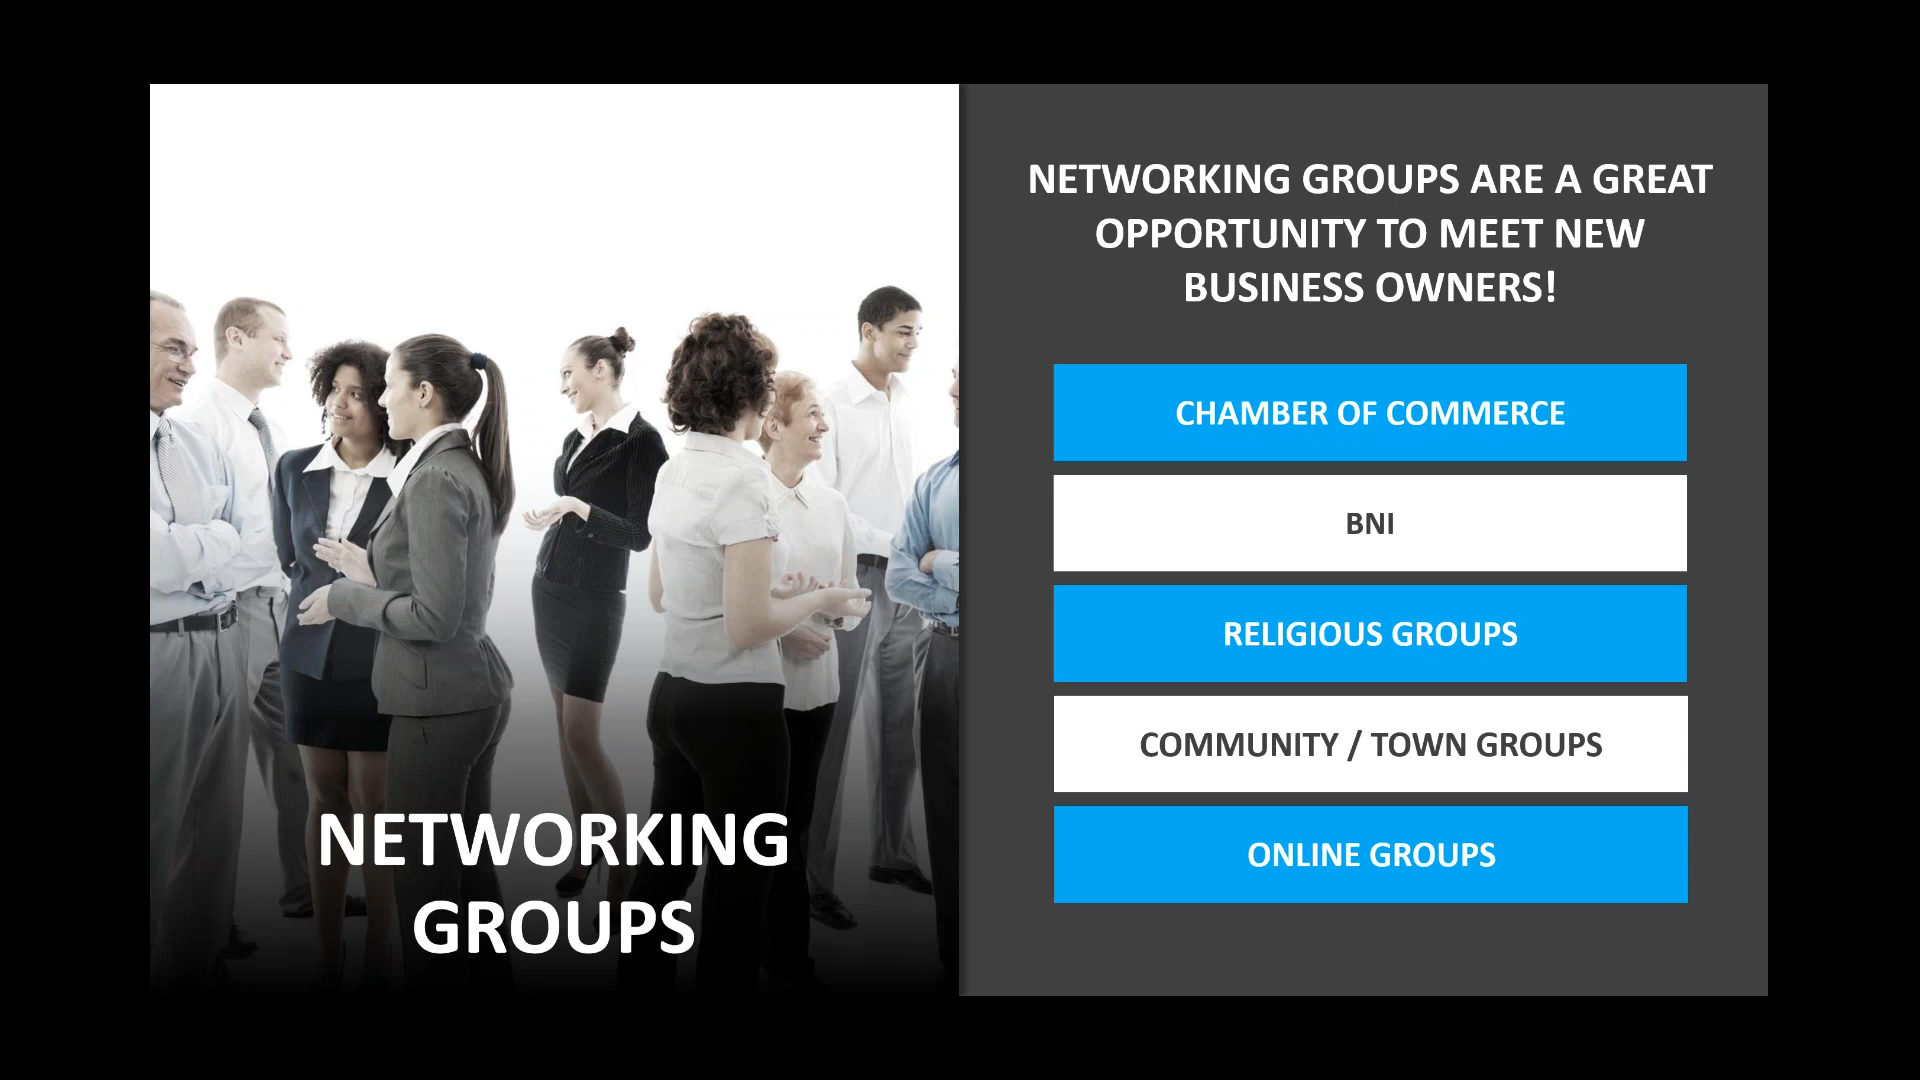 NETWORKING
GROUPS
NETWORKING GROUPS ARE A GREAT
OPPORTUNITY TO MEET NEW
BUSINESS OWNERS!
CHAMBER OF COMMERCE
BNI
RELIGIOUS GROUPS
COMMUNITY / TOWN GROUPS
ONLINE GROUPS